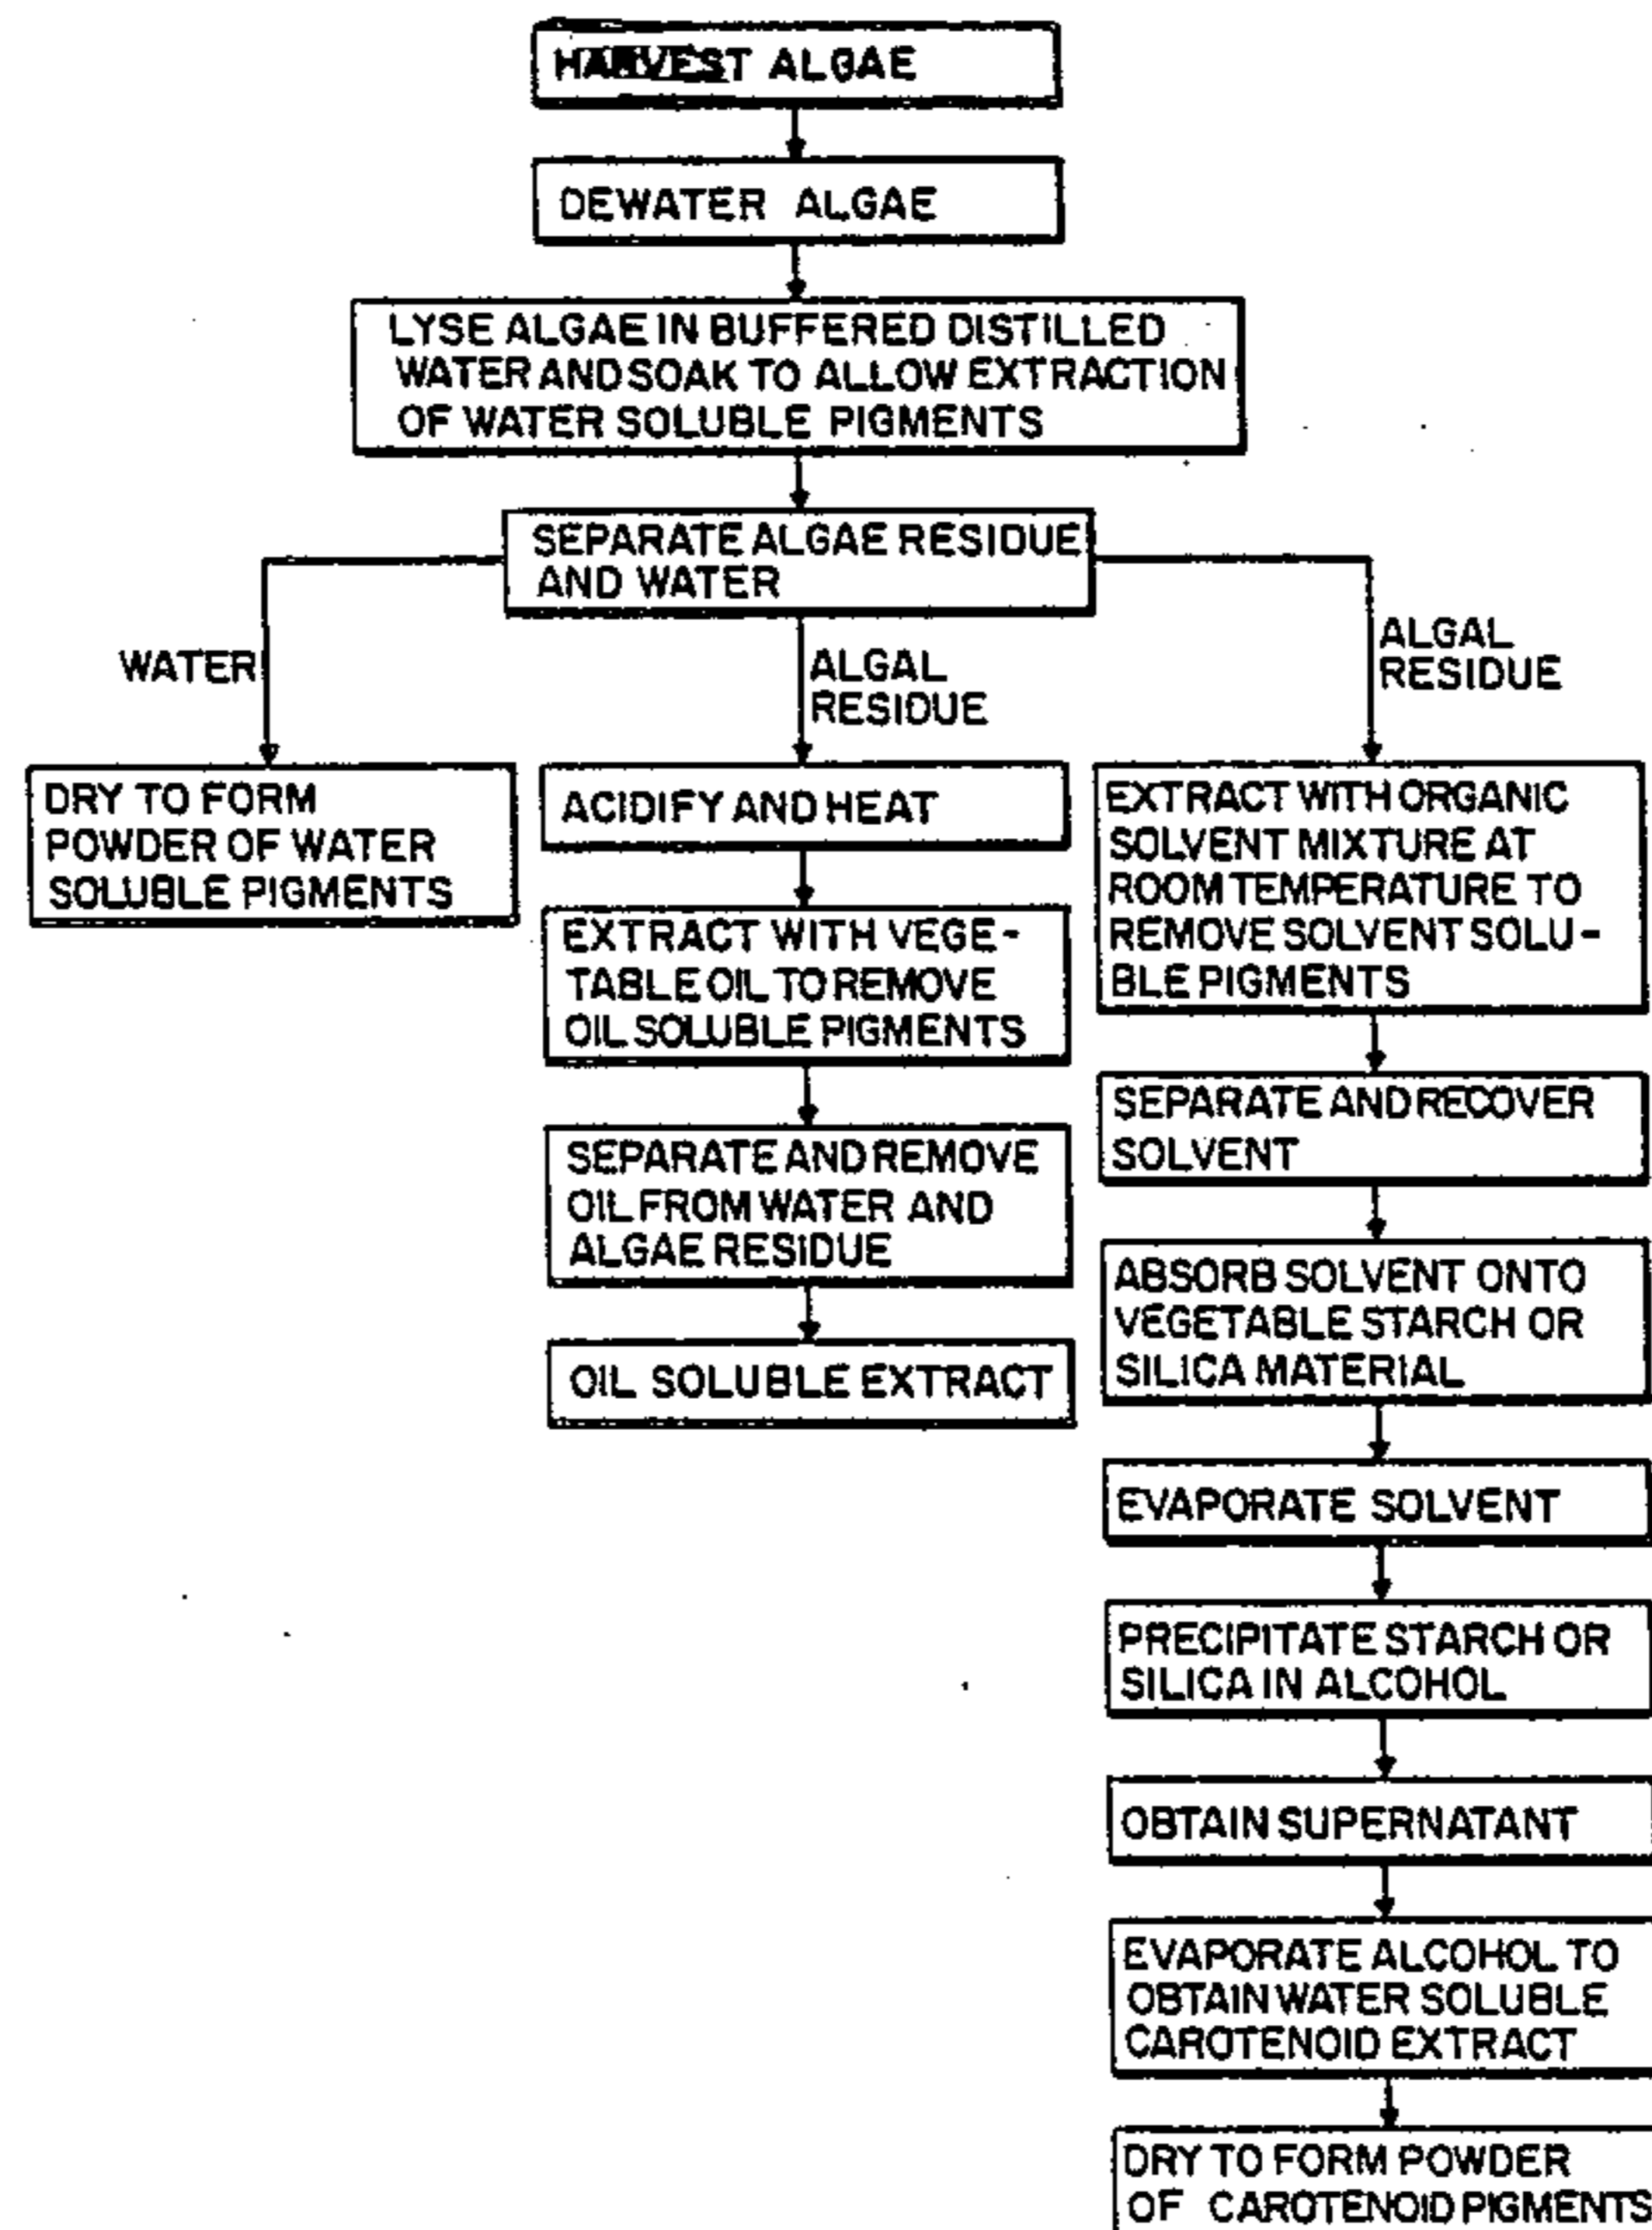 HARVEST ALGAE
DEWATER ALGAE
LYSE ALGAE IN BUFFERED DISTILLED
WATER AND SOAK TO ALLOW EXTRACTION
OF WATER SOLUBLE PIGMENTS
SEPARATE ALGAE RESIDUE
AND WATER
WATER
DRY TO FORM
POWDER OF WATER
SOLUBLE PIGMENTS
ALGAL
RESIDUE
ACIDIFY AND HEAT
EXTRACT WITH VEGE-
TABLE OIL TO REMOVE
OIL SOLUBLE PIGMENTS
SEPARATE AND REMOVE
OIL FROM WATER AND
ALGAE RESIDUE
OIL SOLUBLE EXTRACT
ALGAL
RESIDUE
EXTRACT WITH ORGANIC
SOLVENT MIXTURE AT
ROOM TEMPERATURE TO
REMOVE SOLVENT SOLU-
BLE PIGMENTS
SEPARATE AND RECOVER
SOLVENT
ABSORB SOLVENT ONTO
VEGETABLE STARCH OR
SILICA MATERIAL
EVAPORATE SOLVENT
PRECIPITATE STARCH OR
SILICA IN ALCOHOL
OBTAIN SUPERNATANT
EVAPORATE ALCOHOL TO
OBTAIN WATER SOLUBLE
CAROTENOID EXTRACT
DRY TO FORM POWDER
OF CAROTENOID PIGMENTS